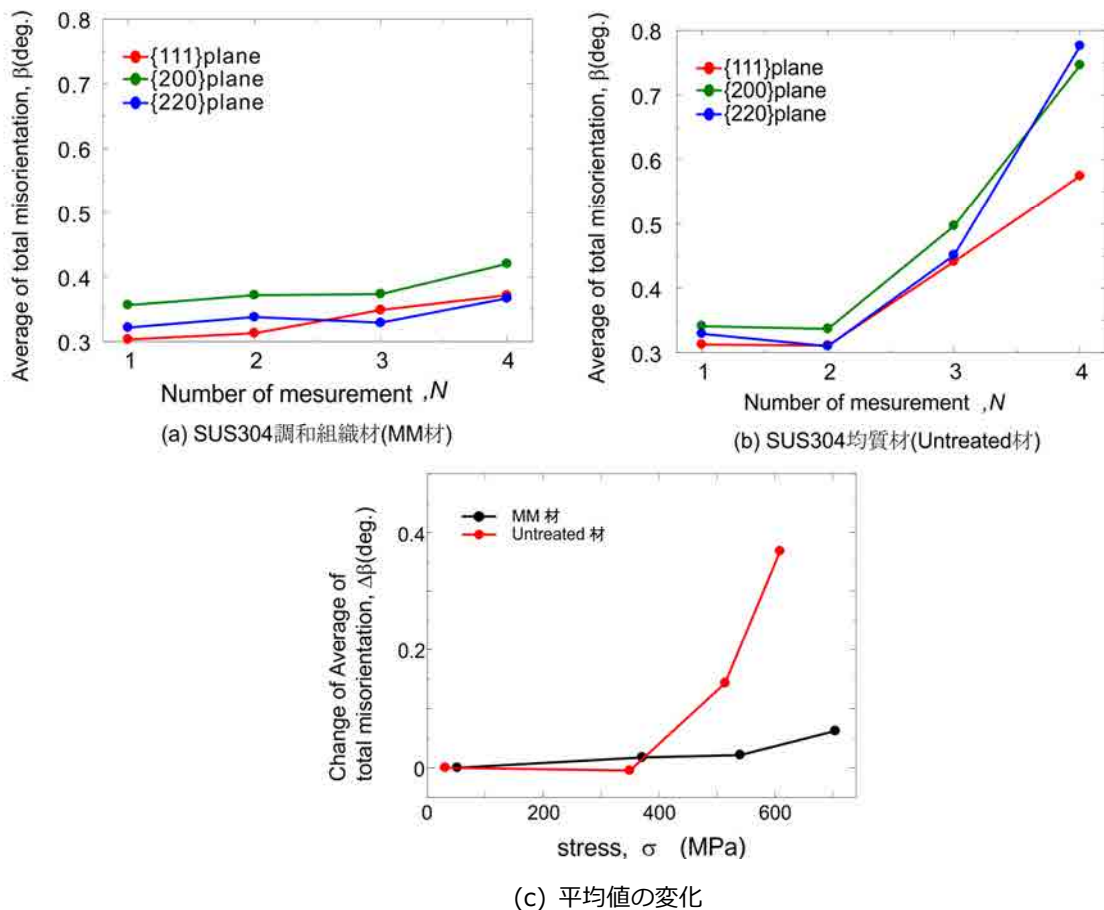 0.8
0.7
0.6
0.5
0.4
0.3
Average of total misorientation, β(deg.)
{111}plane
{200}plane
{220}plane
1
2
3
4
Number of mesurement ,N
(a) SUS304調和組織材(MM材)
0.8
0.7
0.6
0.5
0.4
0.3
Average of total misorientation, β(deg.)
{111}plane
{200}plane
{220}plane
1
2
3
4
Number of mesurement ,N
(b) SUS304均質材(Untreated材)
0.4
0.2
0
Change of Average of
total misorientation, Δβ(deg.)
MM 材
Untreated 材
0
200
400
600
stress, σ (MPa)
(c) 平均値の変化